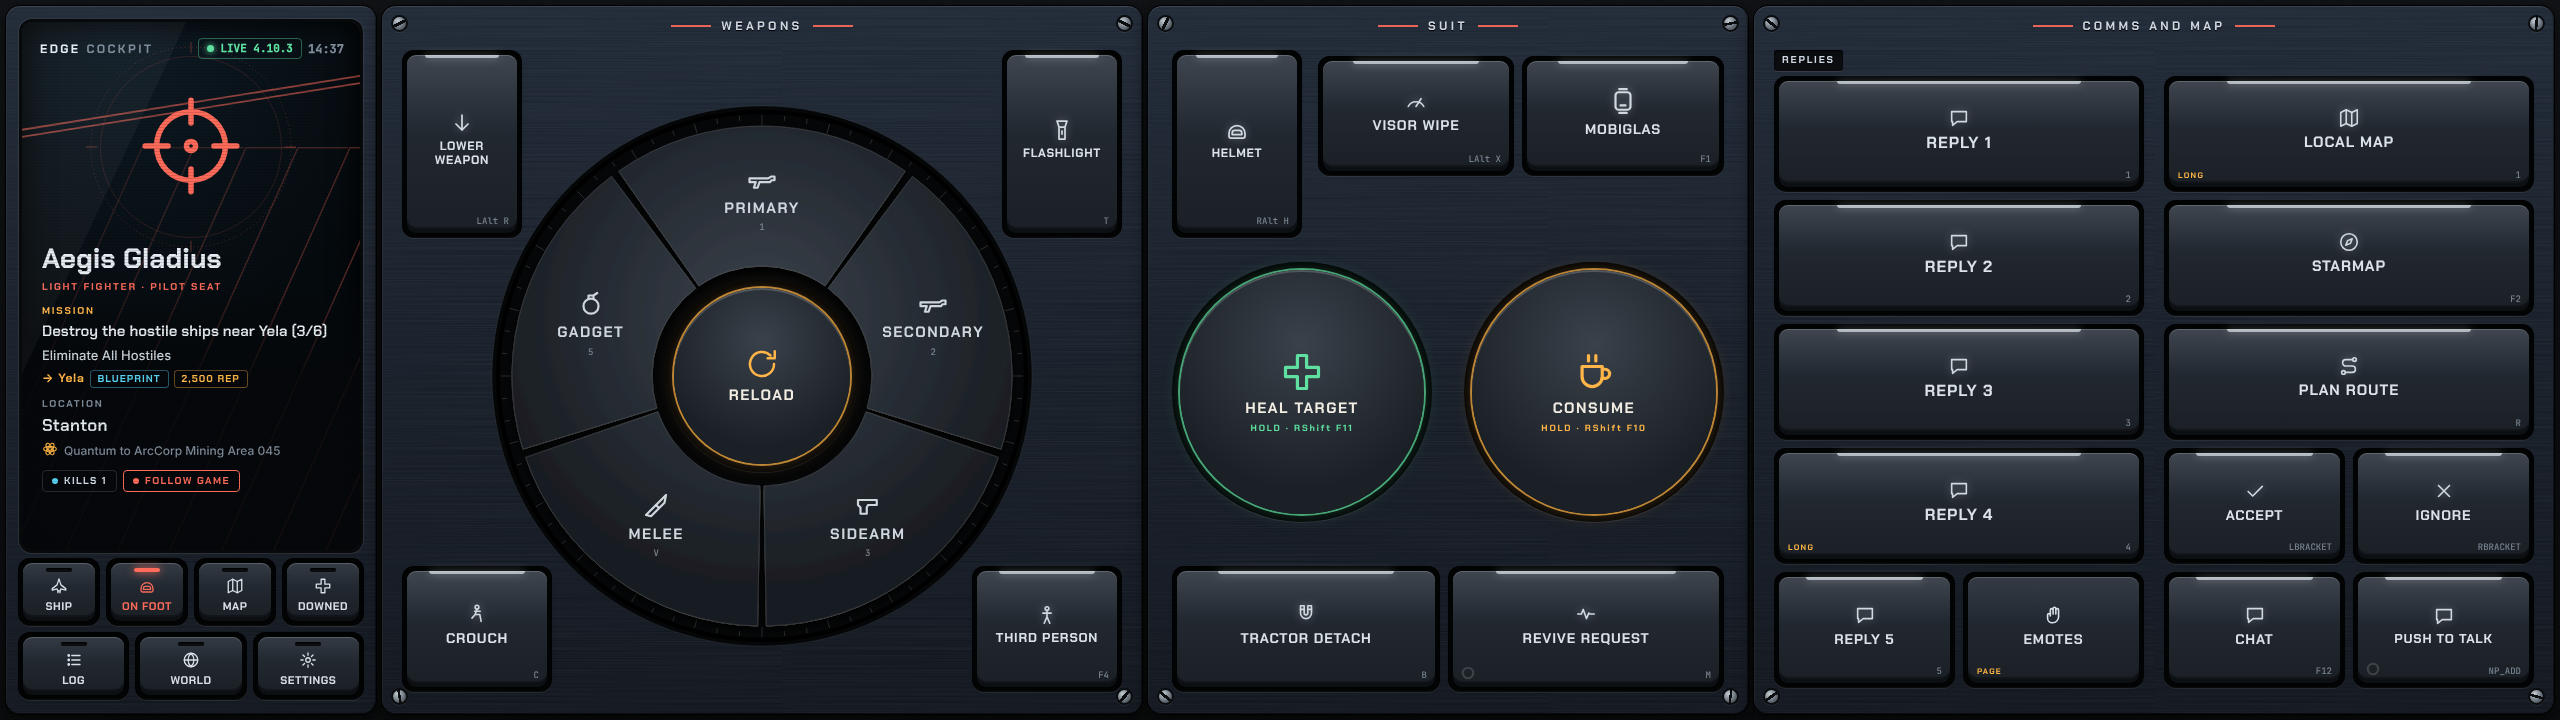 EDGE COCKPIT
LIVE 4.10.3
14:37
Aegis Gladius
LIGHT FIGHTER · PILOT SEAT
MISSION
Destroy the hostile ships near Yela (3/6)
Eliminate All Hostiles
→ Yela BLUEPRINT 2,500 REP
LOCATION
Stanton
Quantum to ArcCorp Mining Area 045
KILLS 1 FOLLOW GAME
SHIP
ON FOOT
MAP
DOWNED
LOG
WORLD
SETTINGS
WEAPONS
LOWER
WEAPON
LAlt R
FLASHLIGHT
T
PRIMARY
1
GADGET
5
SECONDARY
2
RELOAD
MELEE
V
SIDEARM
3
CROUCH
C
THIRD PERSON
F4
SUIT
HELMET
RAlt H
VISOR WIPE
LAlt X
MOBIGLAS
F1
HEAL TARGET
HOLD · RShift F11
CONSUME
HOLD · RShift F10
TRACTOR DETACH
B
REVIVE REQUEST
M
COMMS AND MAP
REPLIES
REPLY 1
1
LOCAL MAP
LONG
1
REPLY 2
2
STARMAP
F2
REPLY 3
3
PLAN ROUTE
R
REPLY 4
LONG
4
ACCEPT
LBRACKET
IGNORE
RBRACKET
REPLY 5
5
EMOTES
PAGE
CHAT
F12
PUSH TO TALK
NP_ADD